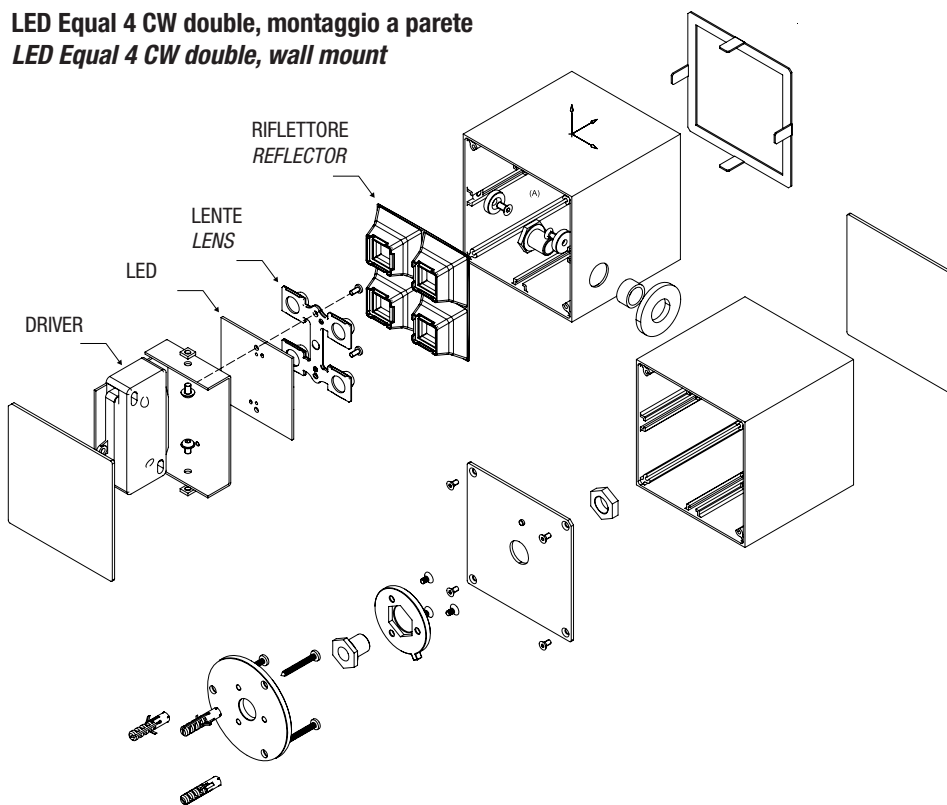 LED Equal 4 CW double, montaggio a parete
LED Equal 4 CW double, wall mount
RIFLETTORE
REFLECTOR
LENTE
LENS
LED
DRIVER
(A)